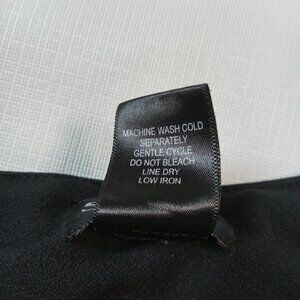 MACHINE WASH COLD
SEPARATELY
GENTLE CYCLE
DO NOT BLEACH
LINE DRY
LOW IRON